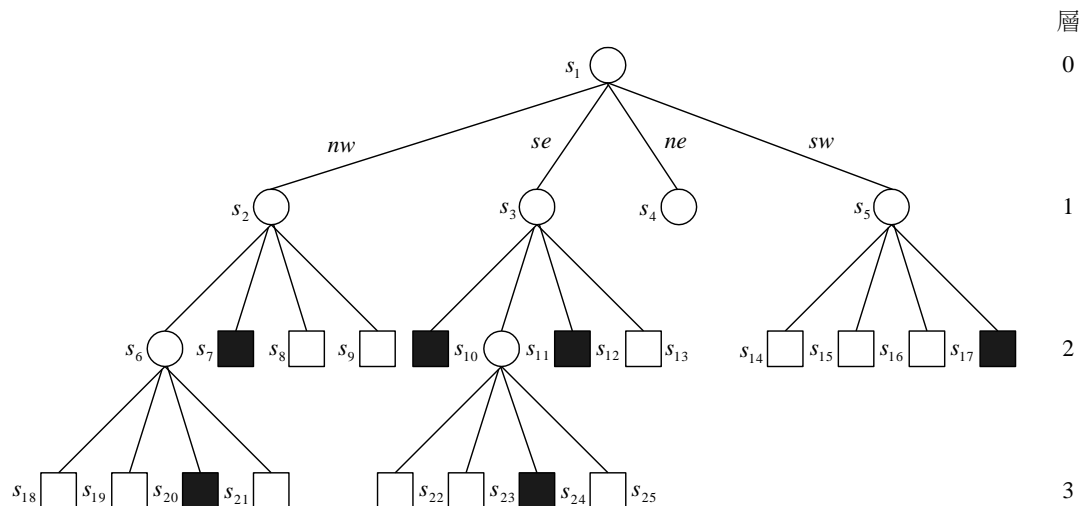 層
s₁ 0
nw se ne sw
s₂ s₃ s₄ s₅ 1
s₆ s₇ s₈ s₉ s₁₀ s₁₁ s₁₂ s₁₃ s₁₄ s₁₅ s₁₆ s₁₇ 2
s₁₈ s₁₉ s₂₀ s₂₁ s₂₂ s₂₃ s₂₄ s₂₅ 3